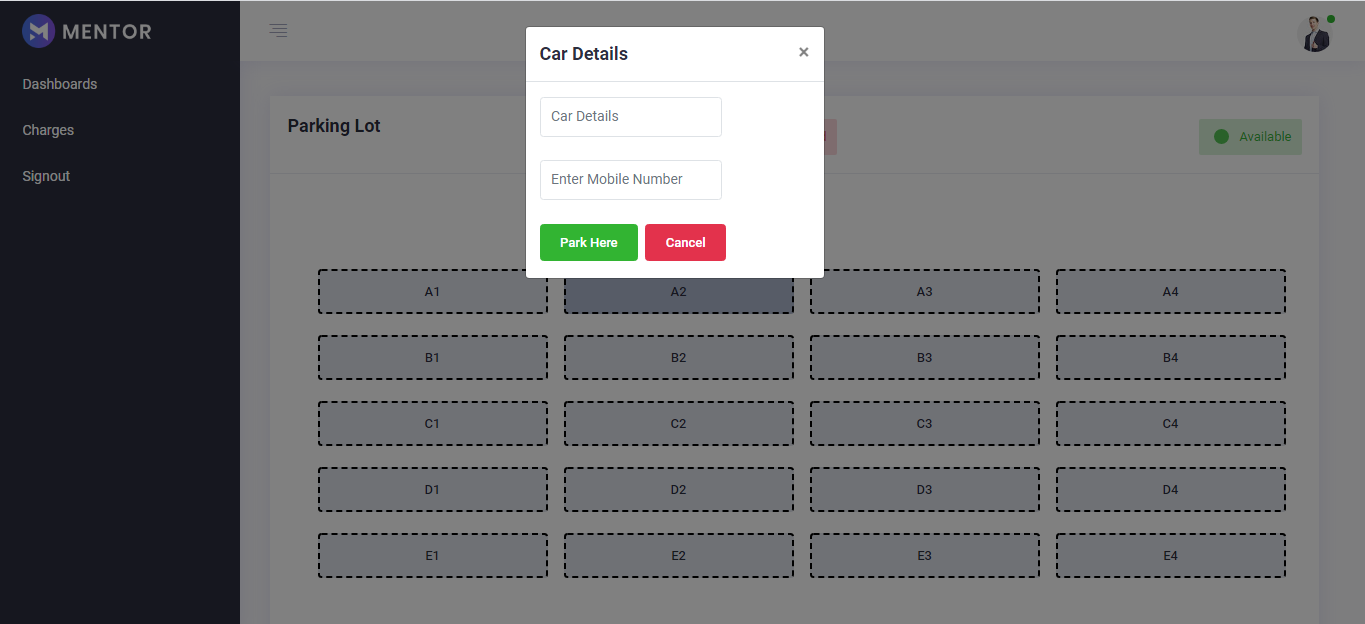 MENTOR
Dashboards
Charges
Signout
Car Details
×
Car Details
Enter Mobile Number
Park Here
Cancel
Parking Lot
Available
A1
A2
A3
A4
B1
B2
B3
B4
C1
C2
C3
C4
D1
D2
D3
D4
E1
E2
E3
E4